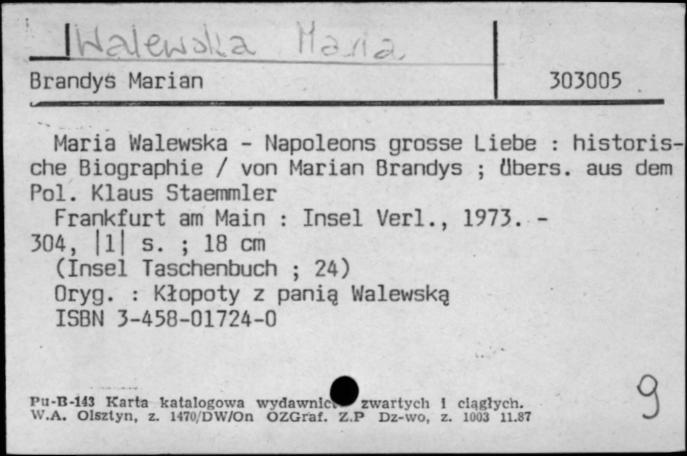 Walewska Maria
Brandys Marian 303005
Maria Walewska - Napoleons grosse Liebe : historis-
che Biographie / von Marian Brandys ; Übers. aus dem
Pol. Klaus Staemmler
Frankfurt am Main : Insel Verl., 1973. -
304, |1| s. ; 18 cm
(Insel Taschenbuch ; 24)
Oryg. : Kłopoty z panią Walewską
ISBN 3-458-01724-0
9
Pu-B-143 Karta katalogowa zwartych i ciągłych.
W.A. Olsztyn, z. 1470/DW/On OZGraf. Z.P Dz-wo, z. 1003 11.87